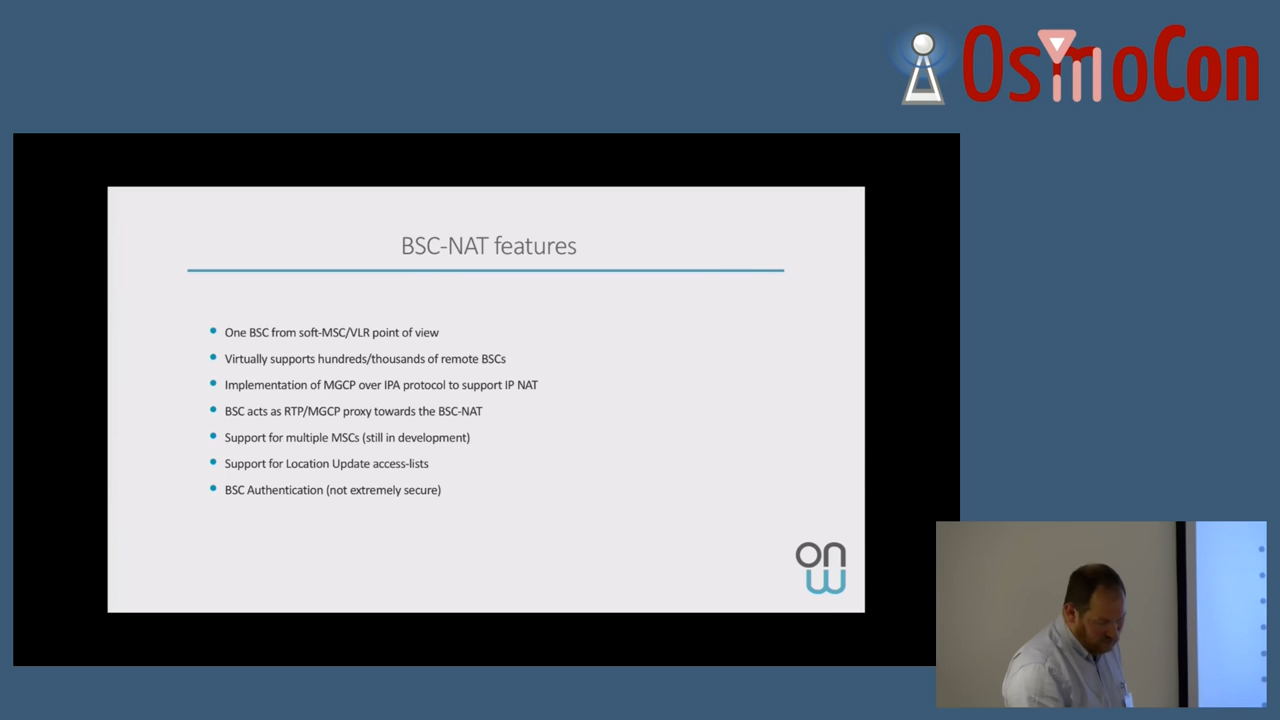 OsmoCon
BSC-NAT features
One BSC from soft-MSC/VLR point of view
Virtually supports hundreds/thousands of remote BSCs
Implementation of MGCP over IPA protocol to support IP NAT
BSC acts as RTP/MGCP proxy towards the BSC-NAT
Support for multiple MSCs (still in development)
Support for Location Update access-lists
BSC Authentication (not extremely secure)
onw